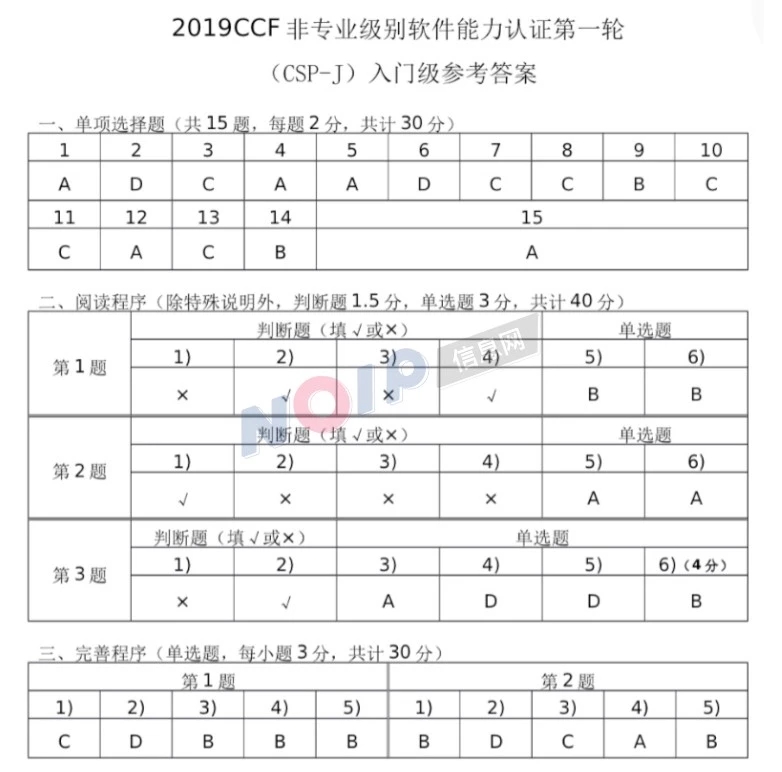 2019CCF 非专业级别软件能力认证第一轮
（CSP-J）入门级参考答案
一、单项选择题（共 15 题，每题 2 分，共计 30 分）
1 2 3 4 5 6 7 8 9 10
A D C A A D C C B C
11 12 13 14 15
C A C B A
二、阅读程序（除特殊说明外，判断题 1.5 分，单选题 3 分，共计 40 分）
第 1 题 判断题（填√或×） 单选题
1) 2) 3) 4) 5) 6)
× √ × √ B B
第 2 题 判断题（填√或×） 单选题
1) 2) 3) 4) 5) 6)
√ × × × A A
第 3 题 判断题（填√或×） 单选题
1) 2) 3) 4) 5) 6)（4 分）
× √ A D D B
NOIP 信息网
三、完善程序（单选题，每小题 3 分，共计 30 分）
第 1 题 第 2 题
1) 2) 3) 4) 5) 1) 2) 3) 4) 5)
C D B B B B D C A B